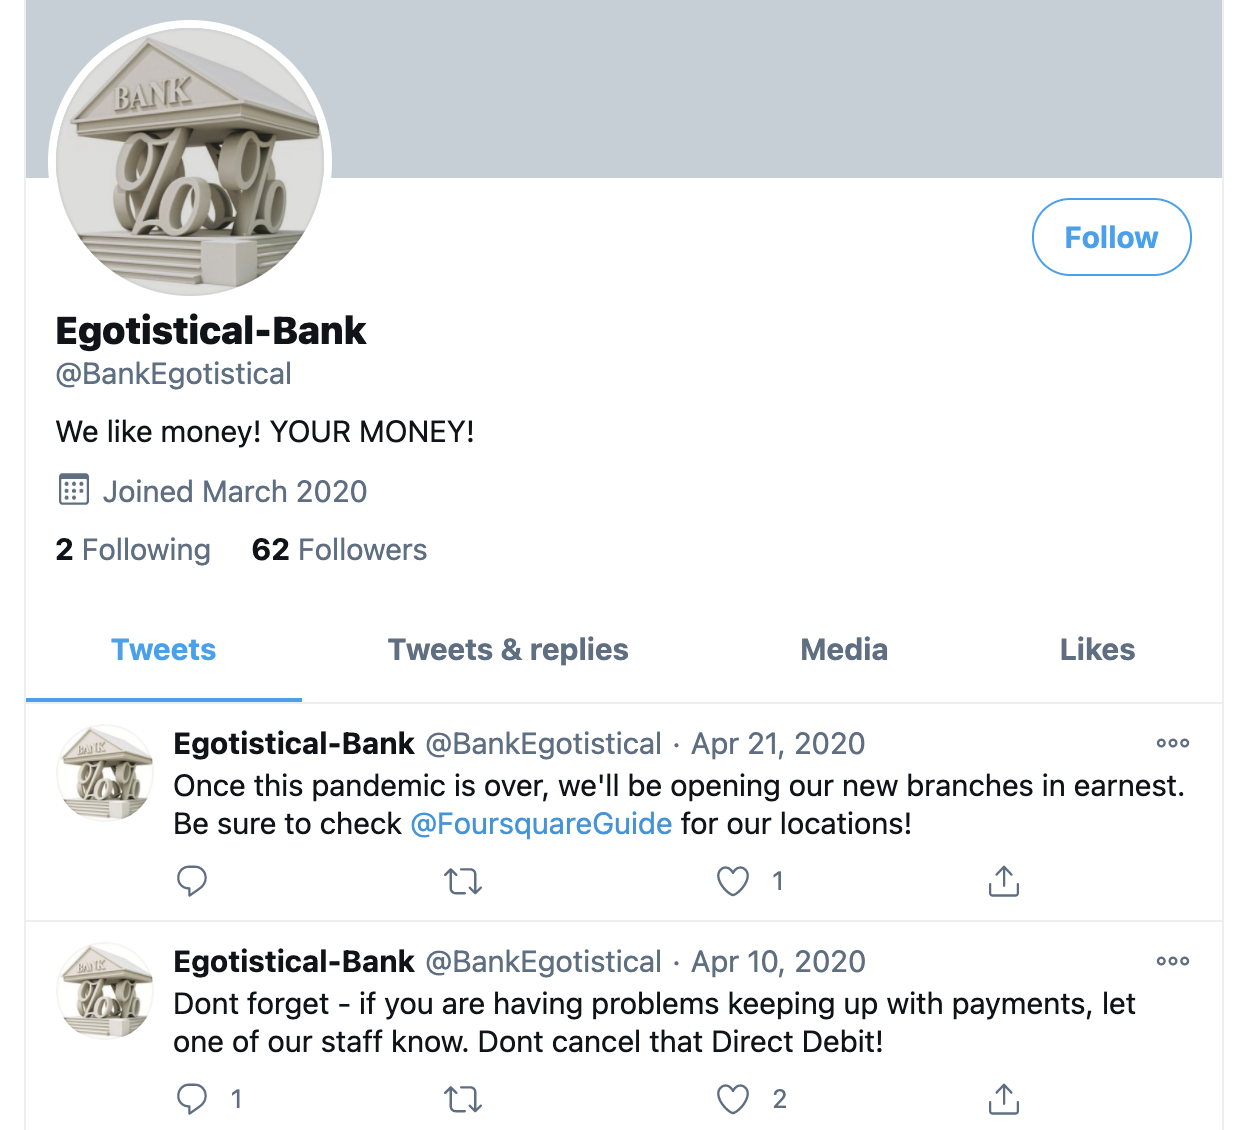 BANK
Follow
Egotistical-Bank
@BankEgotistical
We like money! YOUR MONEY!
Joined March 2020
2 Following 62 Followers
Tweets Tweets & replies Media Likes
Egotistical-Bank @BankEgotistical · Apr 21, 2020
Once this pandemic is over, we'll be opening our new branches in earnest.
Be sure to check @FoursquareGuide for our locations!
1
Egotistical-Bank @BankEgotistical · Apr 10, 2020
Dont forget - if you are having problems keeping up with payments, let
one of our staff know. Dont cancel that Direct Debit!
1 2